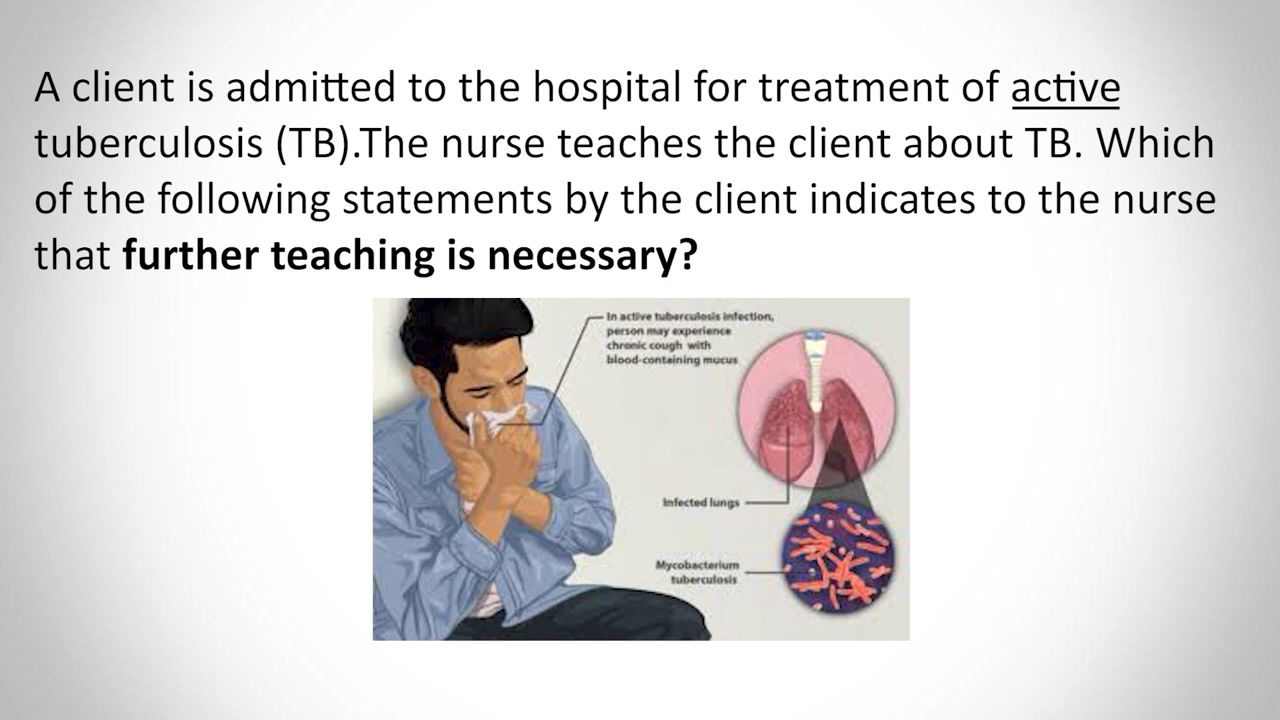 A client is admitted to the hospital for treatment of active
tuberculosis (TB).The nurse teaches the client about TB. Which
of the following statements by the client indicates to the nurse
that further teaching is necessary?
In active tuberculosis infection,
person may experience
chronic cough with
blood-containing mucus
Infected lungs
Mycobacterium
tuberculosis